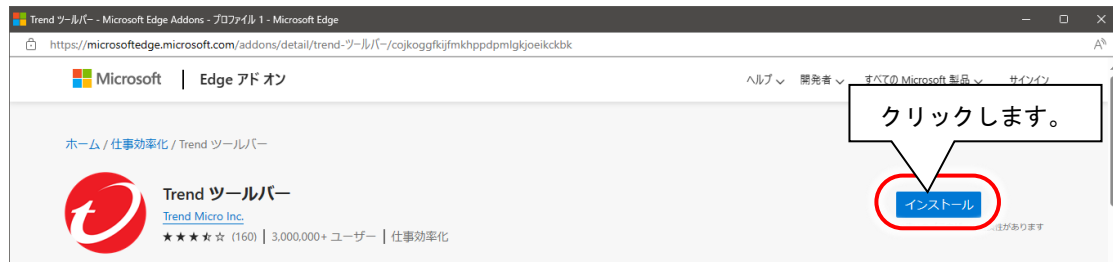 Trend ツールバー - Microsoft Edge Addons - プロファイル 1 - Microsoft Edge
https://microsoftedge.microsoft.com/addons/detail/trend-ツールバー/cojkoggfkijfmkhppdpmlgkjoeikckbk
Microsoft | Edge アド オン ヘルプ 開発者 すべての Microsoft 製品 サインイン
クリックします。
ホーム / 仕事効率化 / Trend ツールバー
Trend ツールバー
Trend Micro Inc.
インストール
(160) | 3,000,000+ ユーザー | 仕事効率化
があります